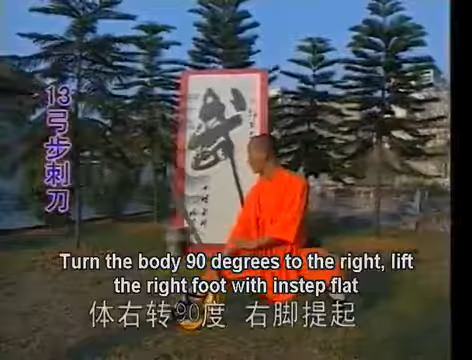 13弓步刺刀
武
Turn the body 90 degrees to the right, lift
the right foot with instep flat
体右转90度 右脚提起